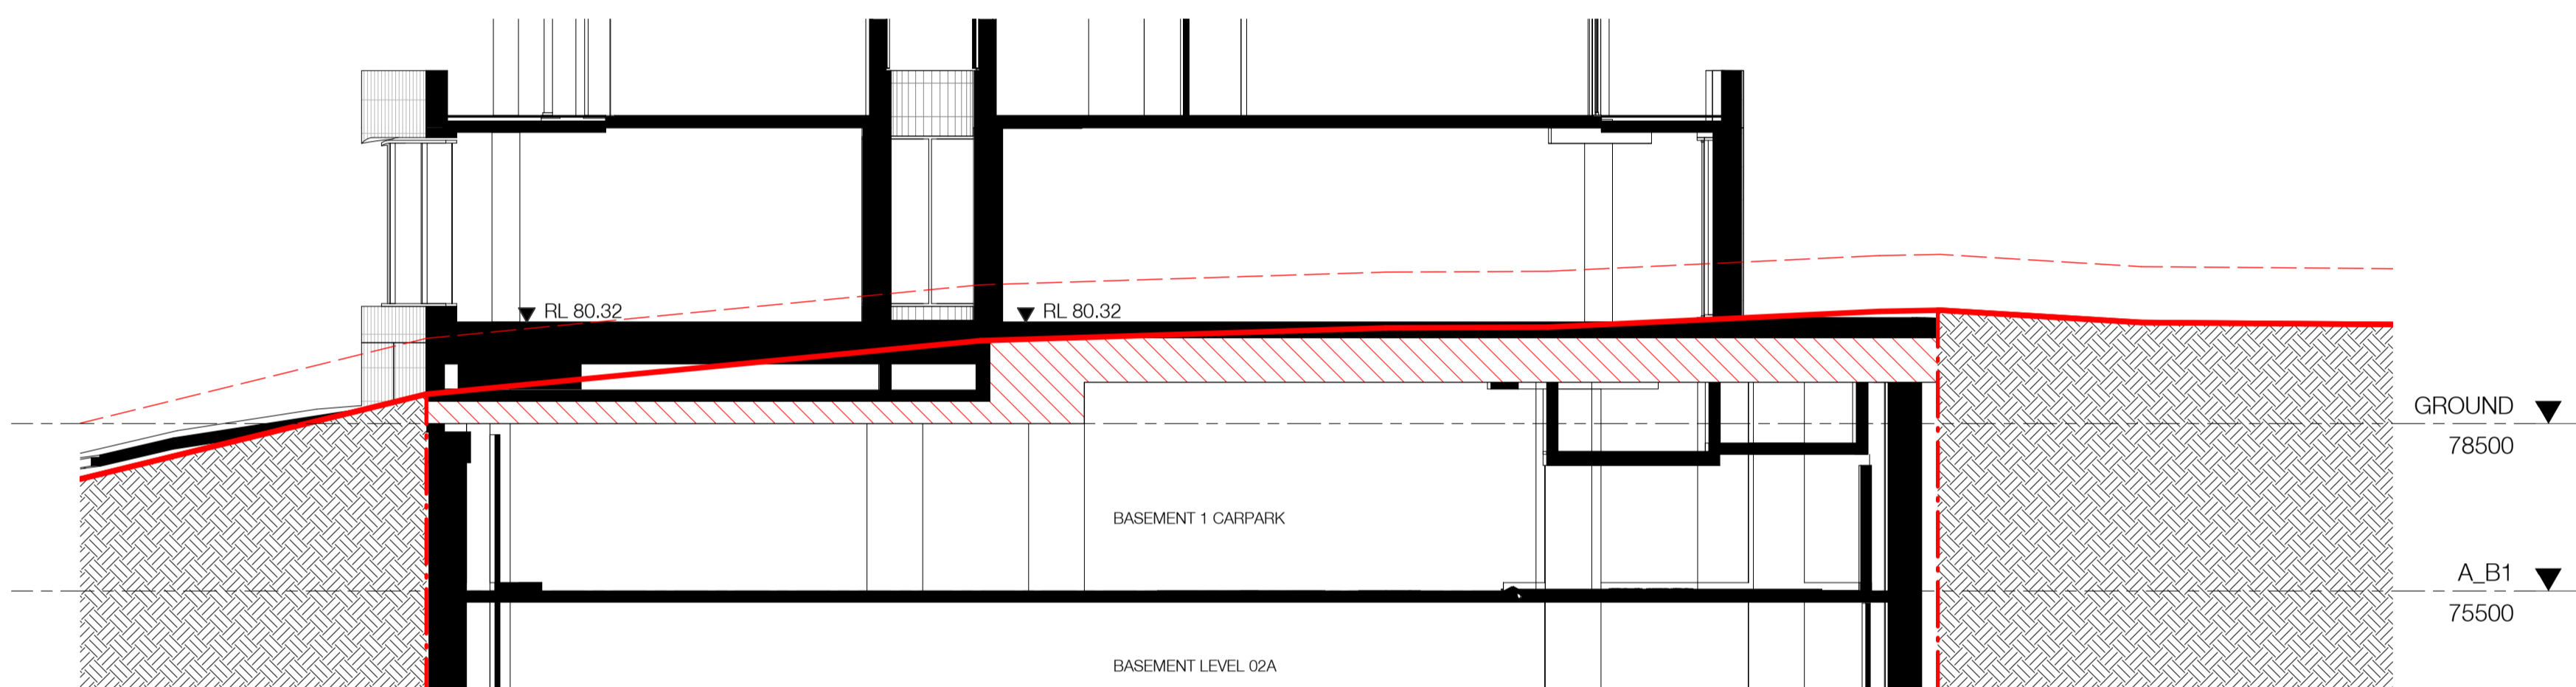 RL 80.32
RL 80.32
GROUND
78500
BASEMENT 1 CARPARK
A_B1
75500
BASEMENT LEVEL 02A